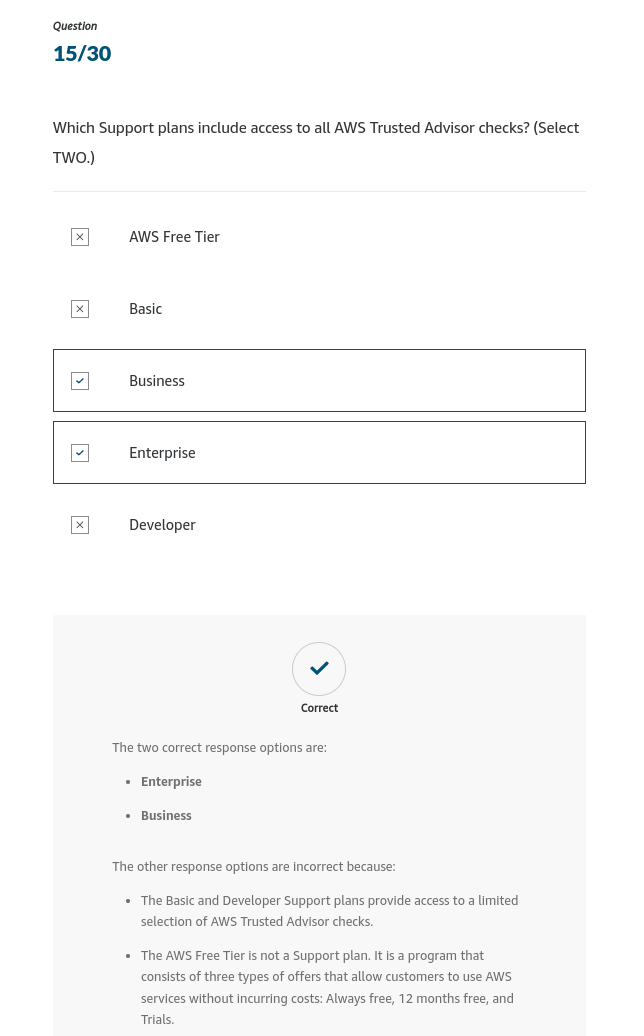 Question
15/30
Which Support plans include access to all AWS Trusted Advisor checks? (Select
TWO.)
AWS Free Tier
Basic
Business
Enterprise
Developer
Correct
The two correct response options are:
• Enterprise
• Business
The other response options are incorrect because:
• The Basic and Developer Support plans provide access to a limited
selection of AWS Trusted Advisor checks.
• The AWS Free Tier is not a Support plan. It is a program that
consists of three types of offers that allow customers to use AWS
services without incurring costs: Always free, 12 months free, and
Trials.